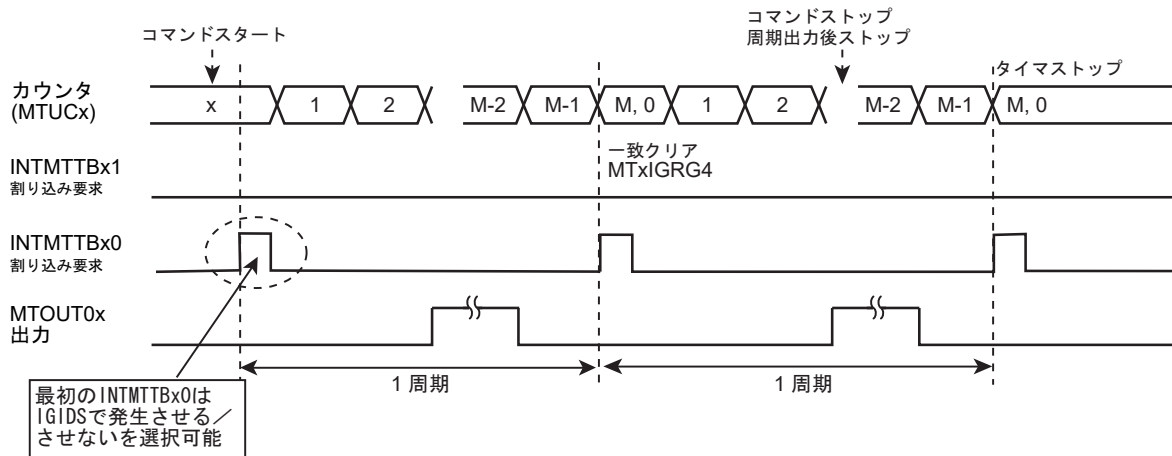 コマンドスタート
コマンドストップ
周期出力後ストップ
タイマストップ
カウンタ
(MTUCx)
x 1 2 M-2 M-1 M, 0 1 2 M-2 M-1 M, 0
一致クリア
MTxIGRG4
INTMTTBx1
割り込み要求
INTMTTBx0
割り込み要求
MTOUT0x
出力
1 周期
1 周期
最初のINTMTTBx0は
IGIDSで発生させる／
させないを選択可能